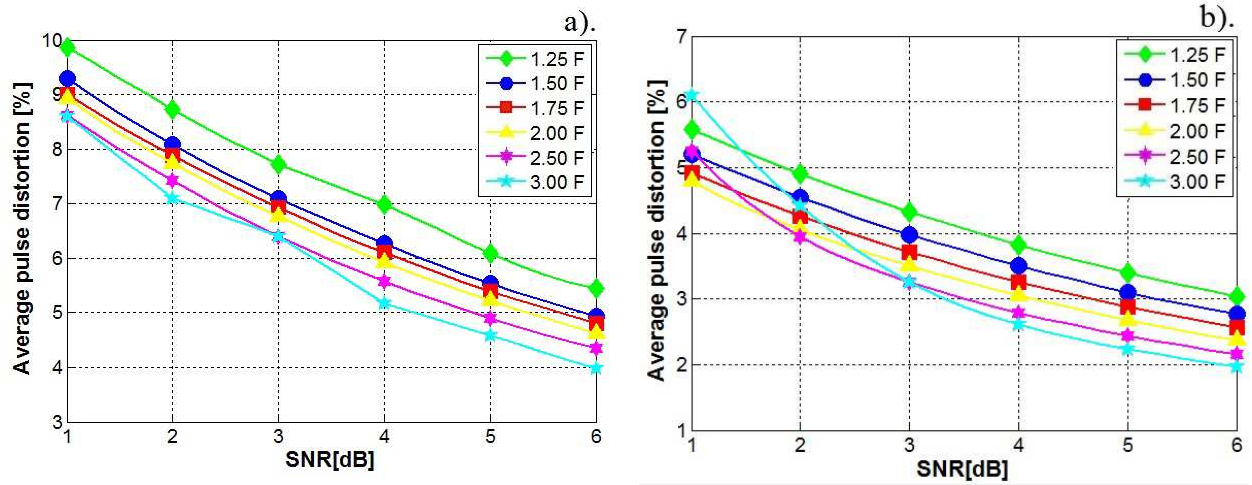 a).
10
9
8
7
6
5
4
3
Average pulse distortion [%]
1 2 3 4 5 6
SNR[dB]
1.25 F
1.50 F
1.75 F
2.00 F
2.50 F
3.00 F
b).
7
6
5
4
3
2
1
Average pulse distortion [%]
1 2 3 4 5 6
SNR[dB]
1.25 F
1.50 F
1.75 F
2.00 F
2.50 F
3.00 F